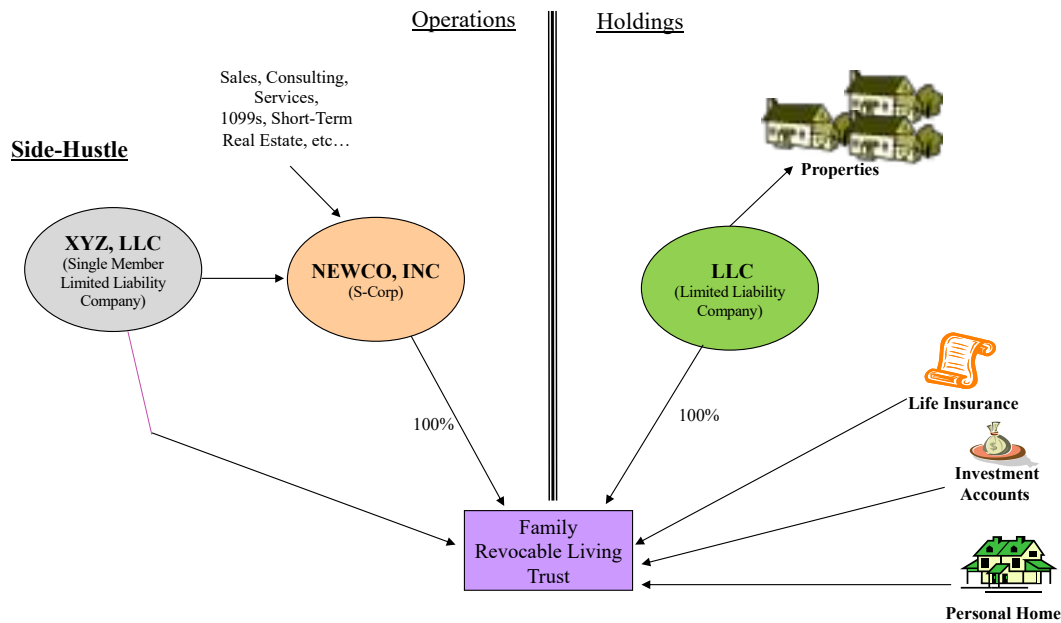 Operations
Holdings
Sales, Consulting,
Services,
1099s, Short-Term
Real Estate, etc…
Side-Hustle
Properties
XYZ, LLC
(Single Member
Limited Liability
Company)
NEWCO, INC
(S-Corp)
LLC
(Limited Liability
Company)
Life Insurance
100%
100%
$
Investment
Accounts
Family
Revocable Living
Trust
Personal Home